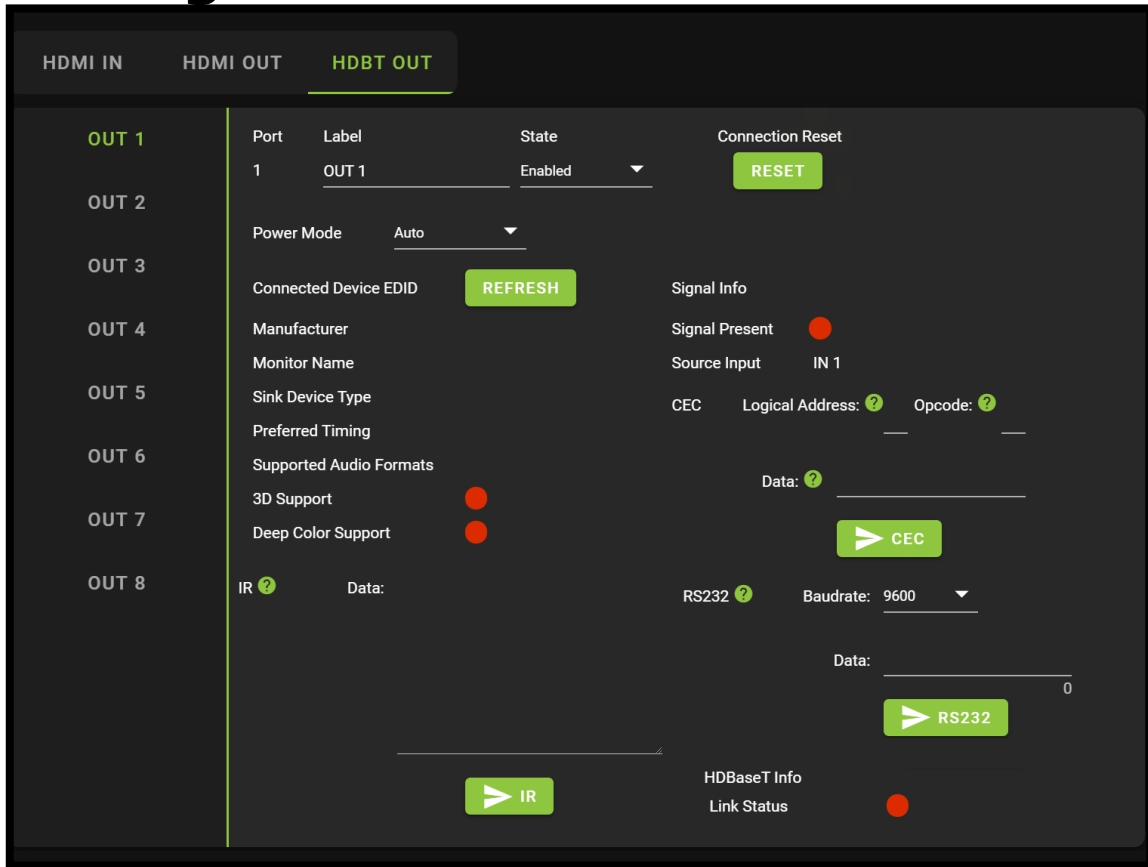 HDMI IN HDMI OUT HDBT OUT
OUT 1
OUT 2
OUT 3
OUT 4
OUT 5
OUT 6
OUT 7
OUT 8
Port Label State Connection Reset
1 OUT 1 Enabled RESET
Power Mode Auto
Connected Device EDID REFRESH
Manufacturer
Monitor Name
Sink Device Type
Preferred Timing
Supported Audio Formats
3D Support
Deep Color Support
Signal Info
Signal Present
Source Input IN 1
CEC Logical Address: ? Opcode: ?
Data: ?
CEC
IR ? Data:
IR
RS232 ? Baudrate: 9600
Data:
0
RS232
HDBaseT Info
Link Status